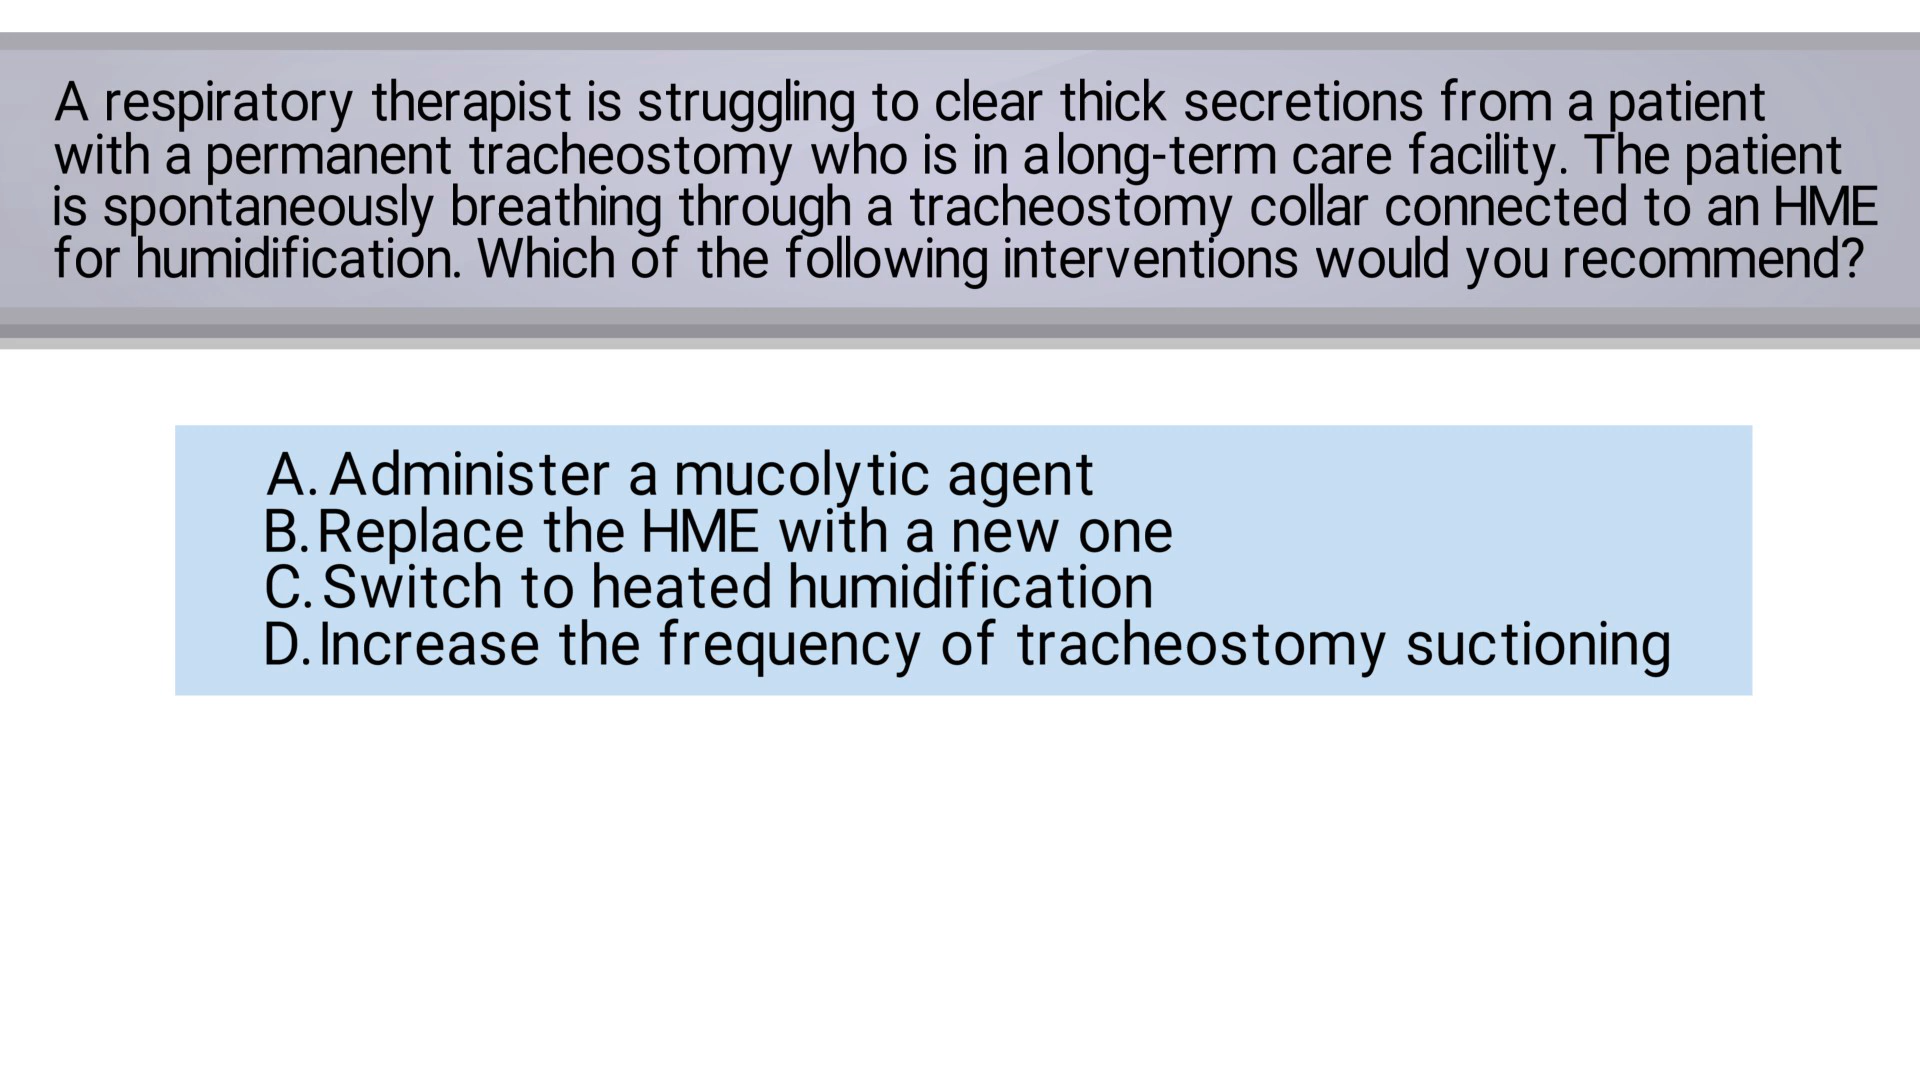 A respiratory therapist is struggling to clear thick secretions from a patient
with a permanent tracheostomy who is in a long-term care facility. The patient
is spontaneously breathing through a tracheostomy collar connected to an HME
for humidification. Which of the following interventions would you recommend?
A. Administer a mucolytic agent
B. Replace the HME with a new one
C. Switch to heated humidification
D. Increase the frequency of tracheostomy suctioning